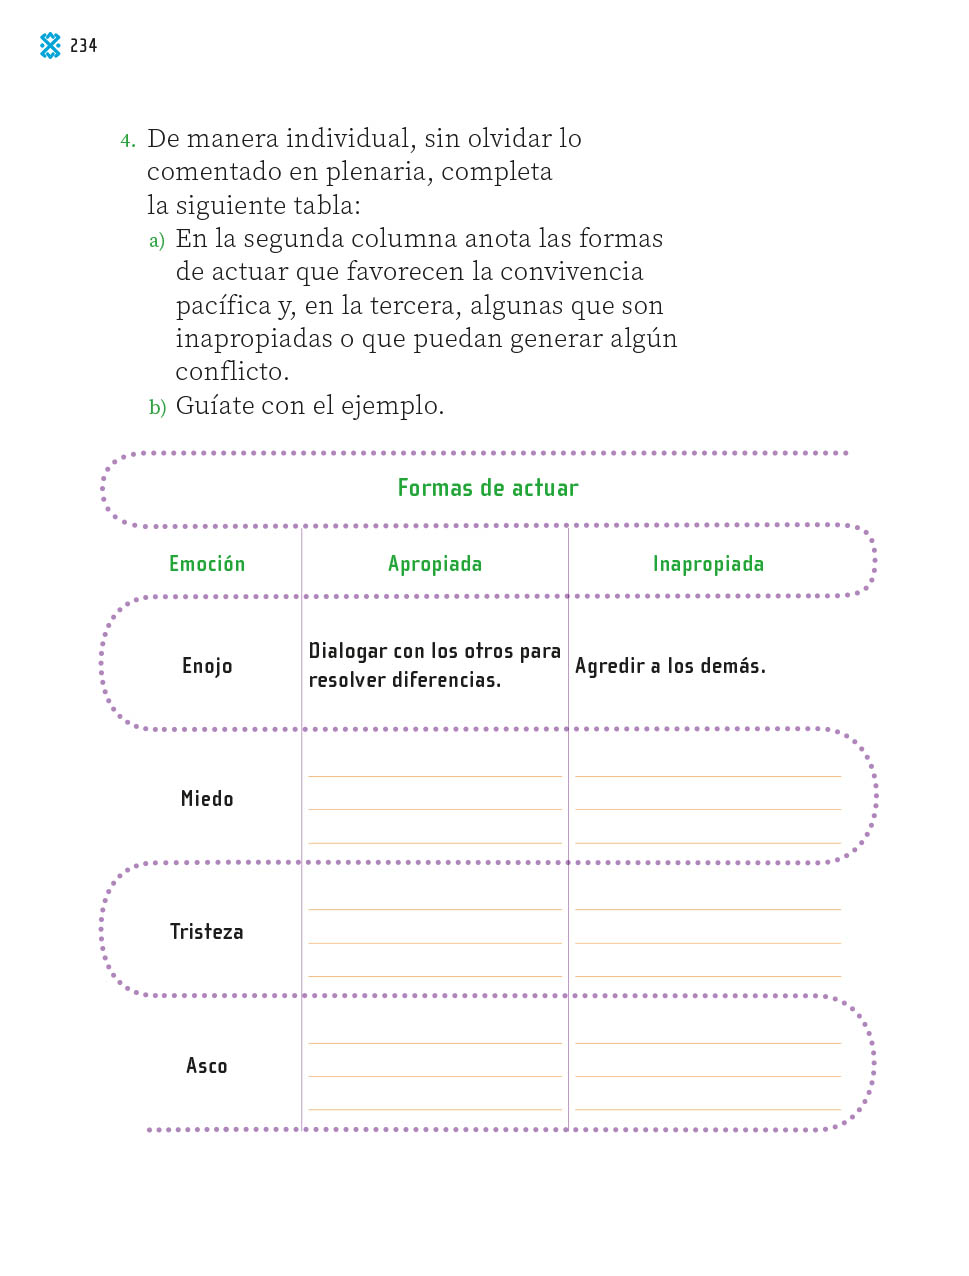 234
4. De manera individual, sin olvidar lo
comentado en plenaria, completa
la siguiente tabla:
a) En la segunda columna anota las formas
de actuar que favorecen la convivencia
pacífica y, en la tercera, algunas que son
inapropiadas o que puedan generar algún
conflicto.
b) Guíate con el ejemplo.
Formas de actuar
Emoción Apropiada Inapropiada
Enojo
Dialogar con los otros para
resolver diferencias.
Agredir a los demás.
Miedo
Tristeza
Asco